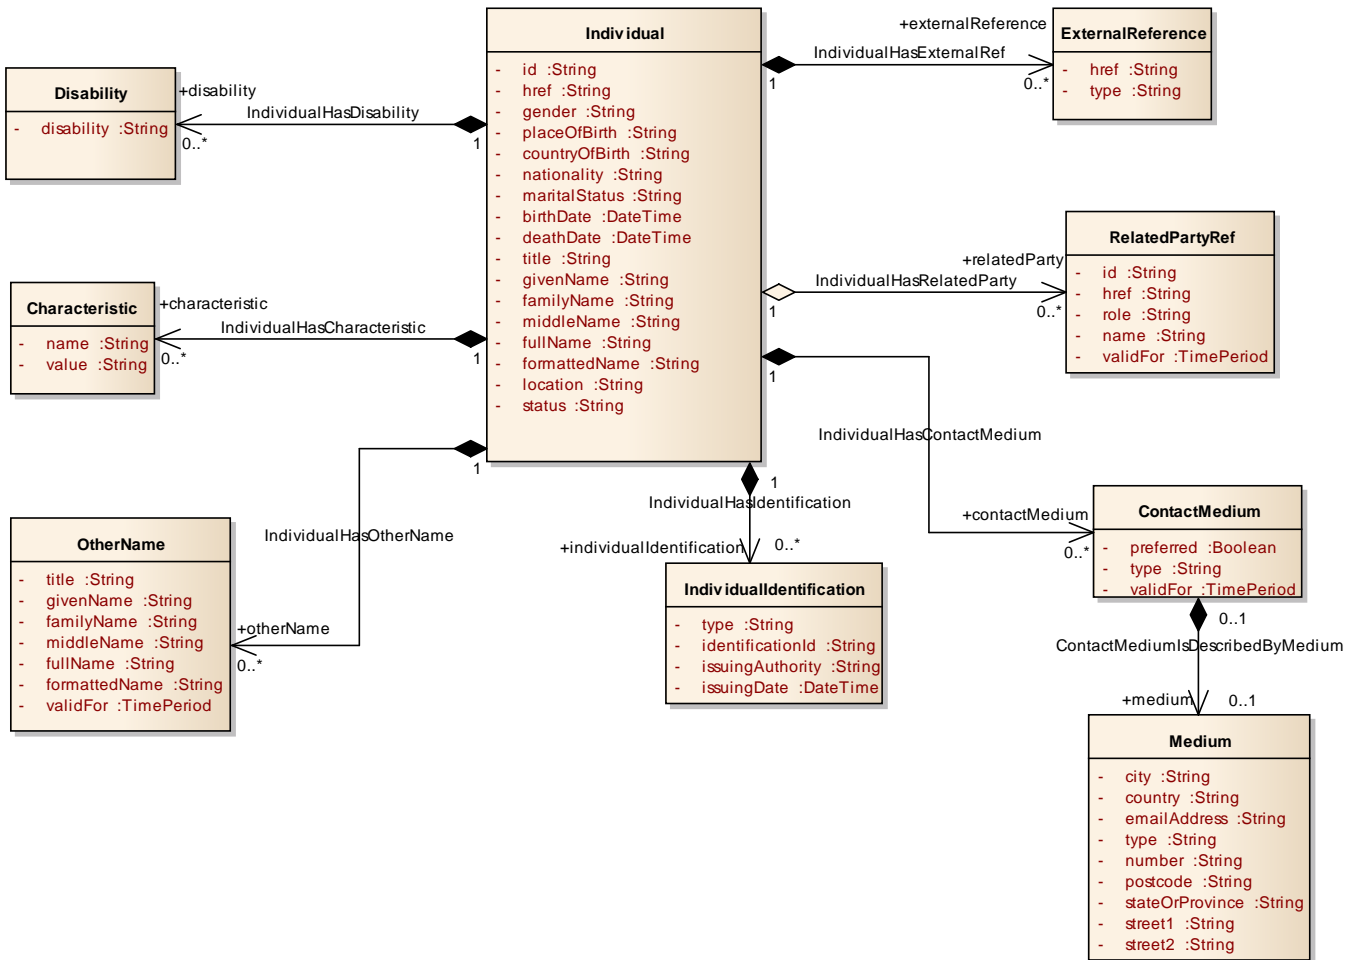 Individual
- id :String
- href :String
- gender :String
- placeOfBirth :String
- countryOfBirth :String
- nationality :String
- maritalStatus :String
- birthDate :DateTime
- deathDate :DateTime
- title :String
- givenName :String
- familyName :String
- middleName :String
- fullName :String
- formattedName :String
- location :String
- status :String
+externalReference
IndividualHasExternalRef
1
0..*
ExternalReference
- href :String
- type :String
Disability
- disability :String
+disability
IndividualHasDisability
0..*
1
RelatedPartyRef
- id :String
- href :String
- role :String
- name :String
- validFor :TimePeriod
+relatedParty
IndividualHasRelatedParty
1
0..*
Characteristic
- name :String
- value :String
+characteristic
IndividualHasCharacteristic
0..*
1
1
IndividualHasContactMedium
+contactMedium
0..*
ContactMedium
- preferred :Boolean
- type :String
- validFor :TimePeriod
1
IndividualHasOtherName
+otherName
0..*
OtherName
- title :String
- givenName :String
- familyName :String
- middleName :String
- fullName :String
- formattedName :String
- validFor :TimePeriod
1
IndividualHasIdentification
+individualIdentification
0..*
IndividualIdentification
- type :String
- identificationId :String
- issuingAuthority :String
- issuingDate :DateTime
0..1
ContactMediumIsDescribedByMedium
+medium
0..1
Medium
- city :String
- country :String
- emailAddress :String
- type :String
- number :String
- postcode :String
- stateOrProvince :String
- street1 :String
- street2 :String